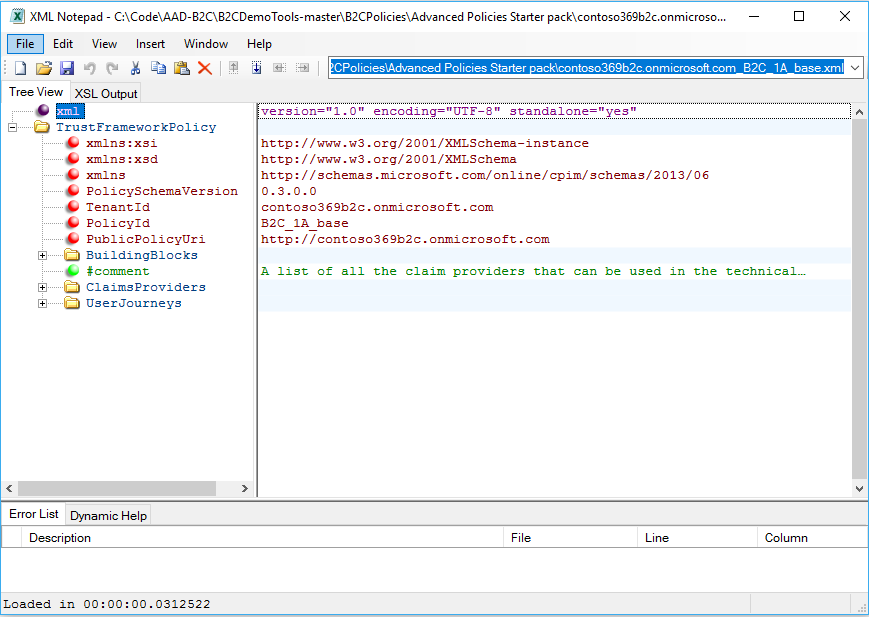 XML Notepad - C:\Code\AAD-B2C\B2CDemoTools-master\B2CPolicies\Advanced Policies Starter pack\contoso369b2c.onmicroso...
File Edit View Insert Window Help
2CPolicies\Advanced Policies Starter pack\contoso369b2c.onmicrosoft.com_B2C_1A_base.xml
Tree View XSL Output
xml version="1.0" encoding="UTF-8" standalone="yes"
TrustFrameworkPolicy
xmlns:xsi http://www.w3.org/2001/XMLSchema-instance
xmlns:xsd http://www.w3.org/2001/XMLSchema
xmlns http://schemas.microsoft.com/online/cpim/schemas/2013/06
PolicySchemaVersion 0.3.0.0
TenantId contoso369b2c.onmicrosoft.com
PolicyId B2C_1A_base
PublicPolicyUri http://contoso369b2c.onmicrosoft.com
BuildingBlocks
#comment A list of all the claim providers that can be used in the technical…
ClaimsProviders
UserJourneys
Error List Dynamic Help
Description File Line Column
Loaded in 00:00:00.0312522